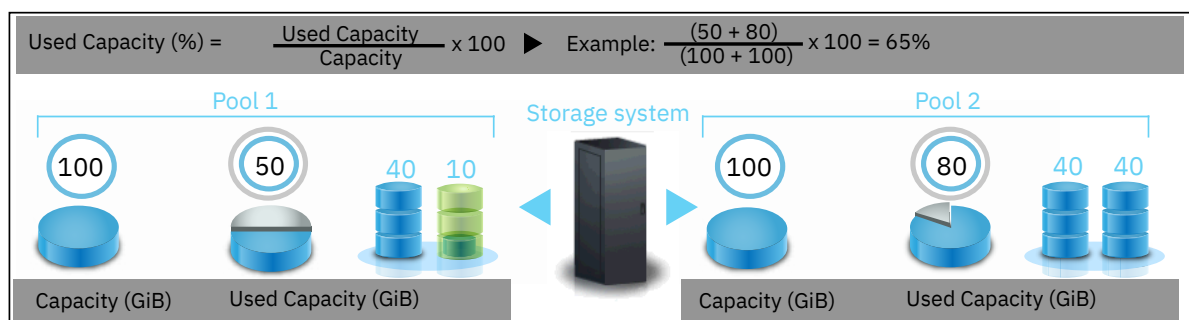 Used Capacity (%) = Used Capacity / Capacity x 100 Example: (50 + 80) / (100 + 100) x 100 = 65%
Pool 1
Storage system
Pool 2
100
50
40 10
100
80
40 40
Capacity (GiB)
Used Capacity (GiB)
Capacity (GiB)
Used Capacity (GiB)